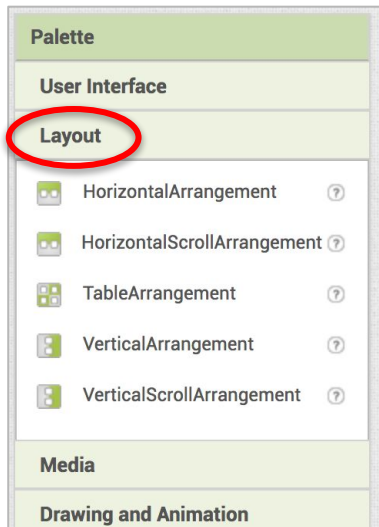 Palette
User Interface
Layout
HorizontalArrangement ?
HorizontalScrollArrangement ?
TableArrangement ?
VerticalArrangement ?
VerticalScrollArrangement ?
Media
Drawing and Animation